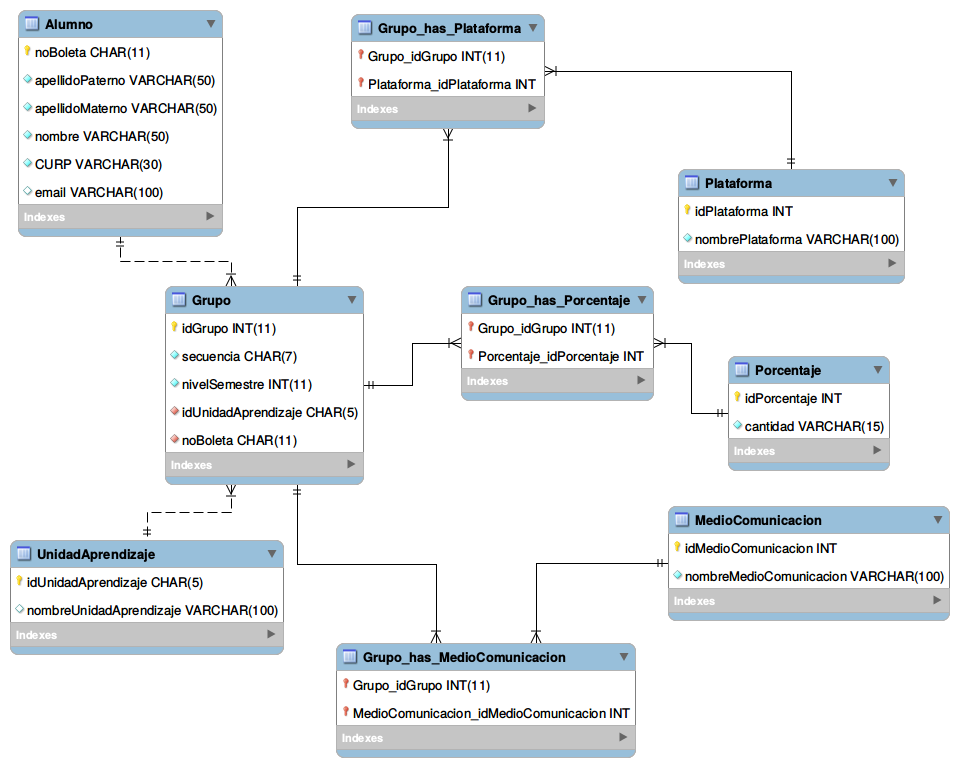 Alumno
noBoleta CHAR(11)
apellidoPaterno VARCHAR(50)
apellidoMaterno VARCHAR(50)
nombre VARCHAR(50)
CURP VARCHAR(30)
email VARCHAR(100)
Indexes
Grupo_has_Plataforma
Grupo_idGrupo INT(11)
Plataforma_idPlataforma INT
Indexes
Plataforma
idPlataforma INT
nombrePlataforma VARCHAR(100)
Indexes
Grupo
idGrupo INT(11)
secuencia CHAR(7)
nivelSemestre INT(11)
idUnidadAprendizaje CHAR(5)
noBoleta CHAR(11)
Indexes
Grupo_has_Porcentaje
Grupo_idGrupo INT(11)
Porcentaje_idPorcentaje INT
Indexes
Porcentaje
idPorcentaje INT
cantidad VARCHAR(15)
Indexes
UnidadAprendizaje
idUnidadAprendizaje CHAR(5)
nombreUnidadAprendizaje VARCHAR(100)
Indexes
MedioComunicacion
idMedioComunicacion INT
nombreMedioComunicacion VARCHAR(100)
Indexes
Grupo_has_MedioComunicacion
Grupo_idGrupo INT(11)
MedioComunicacion_idMedioComunicacion INT
Indexes